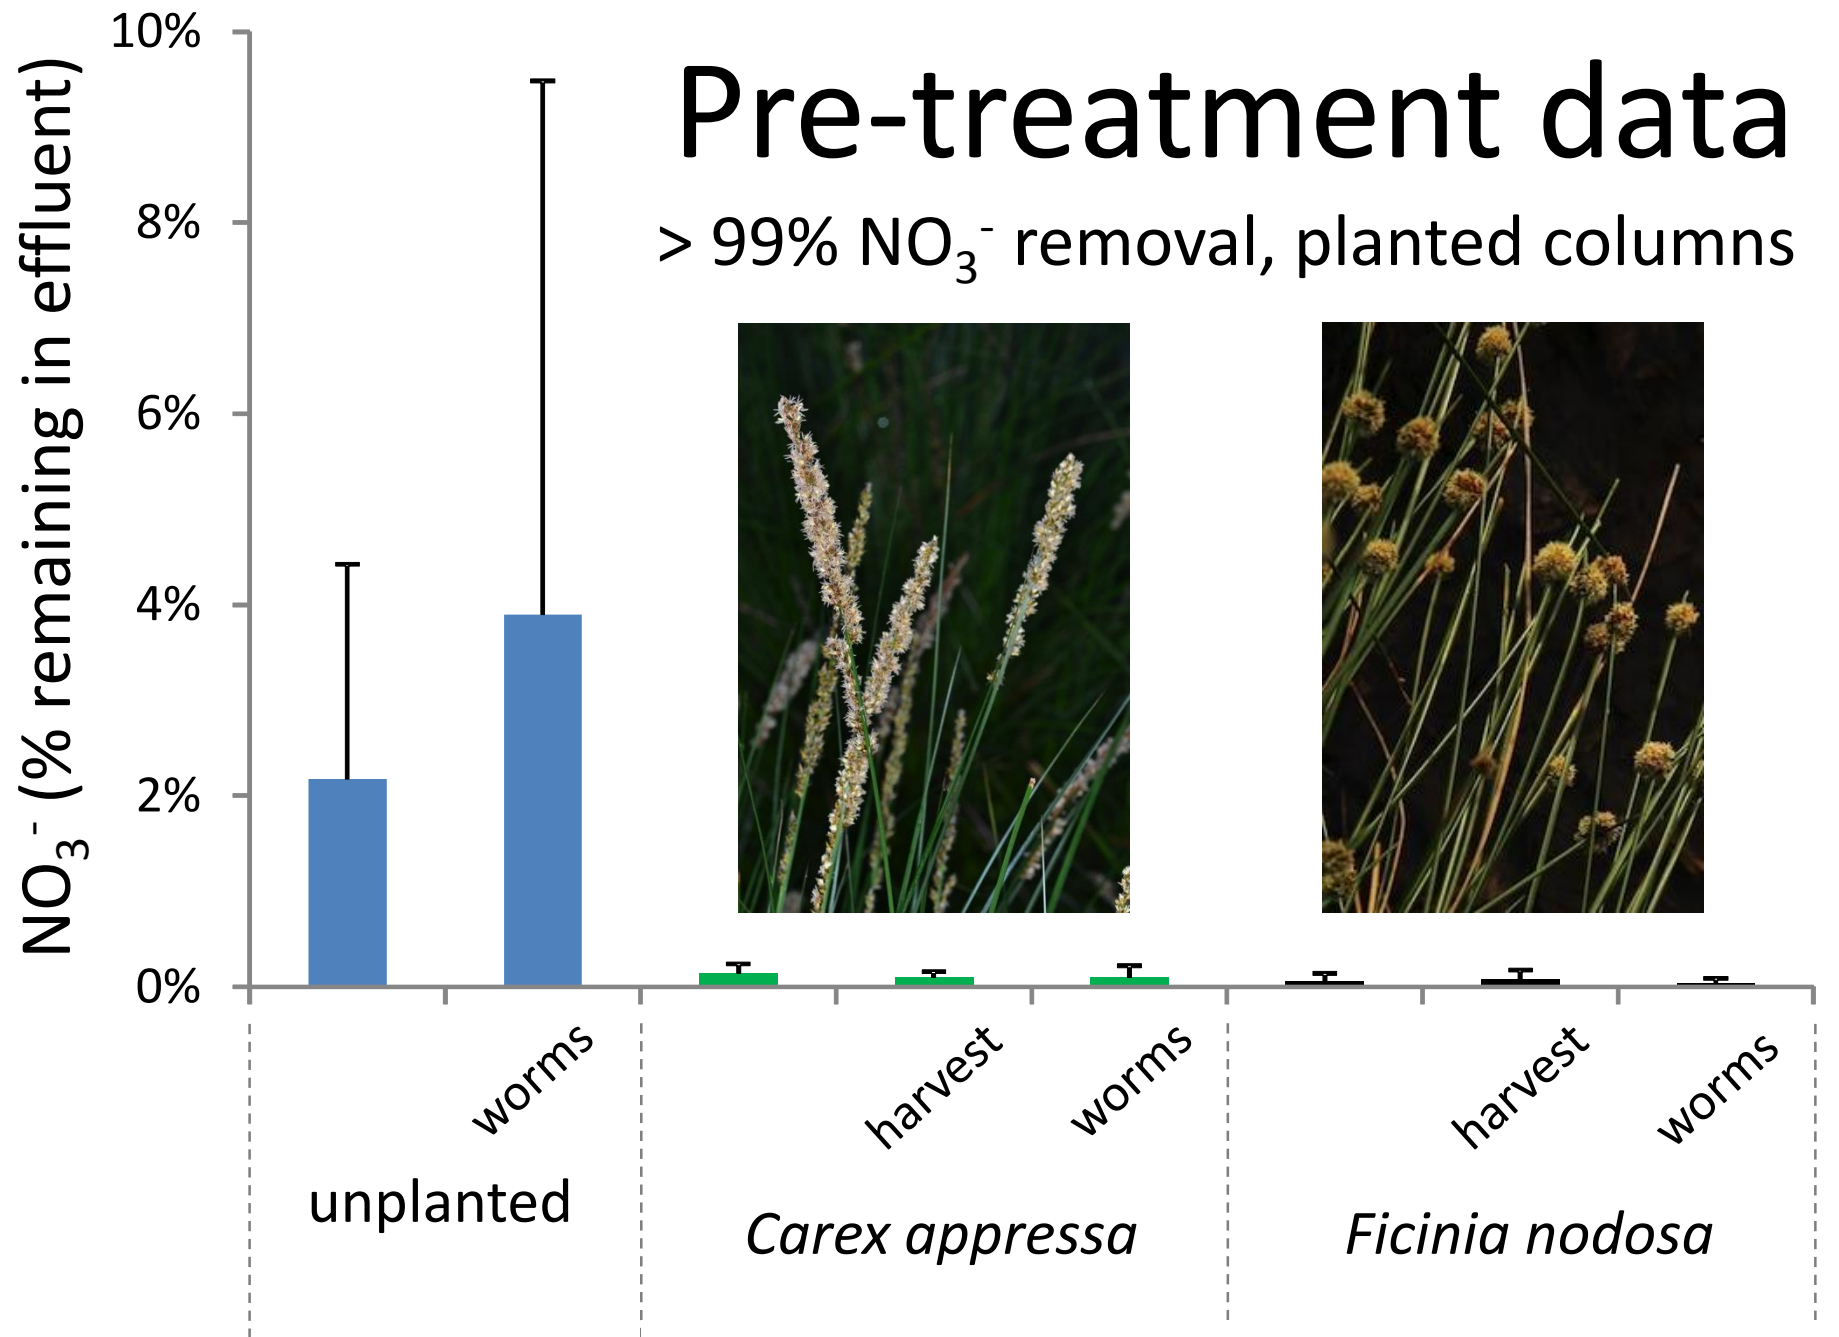 Pre-treatment data
> 99% NO₃⁻ removal, planted columns
NO₃⁻ (% remaining in effluent)
10%
8%
6%
4%
2%
0%
worms
harvest
worms
harvest
worms
unplanted
Carex appressa
Ficinia nodosa